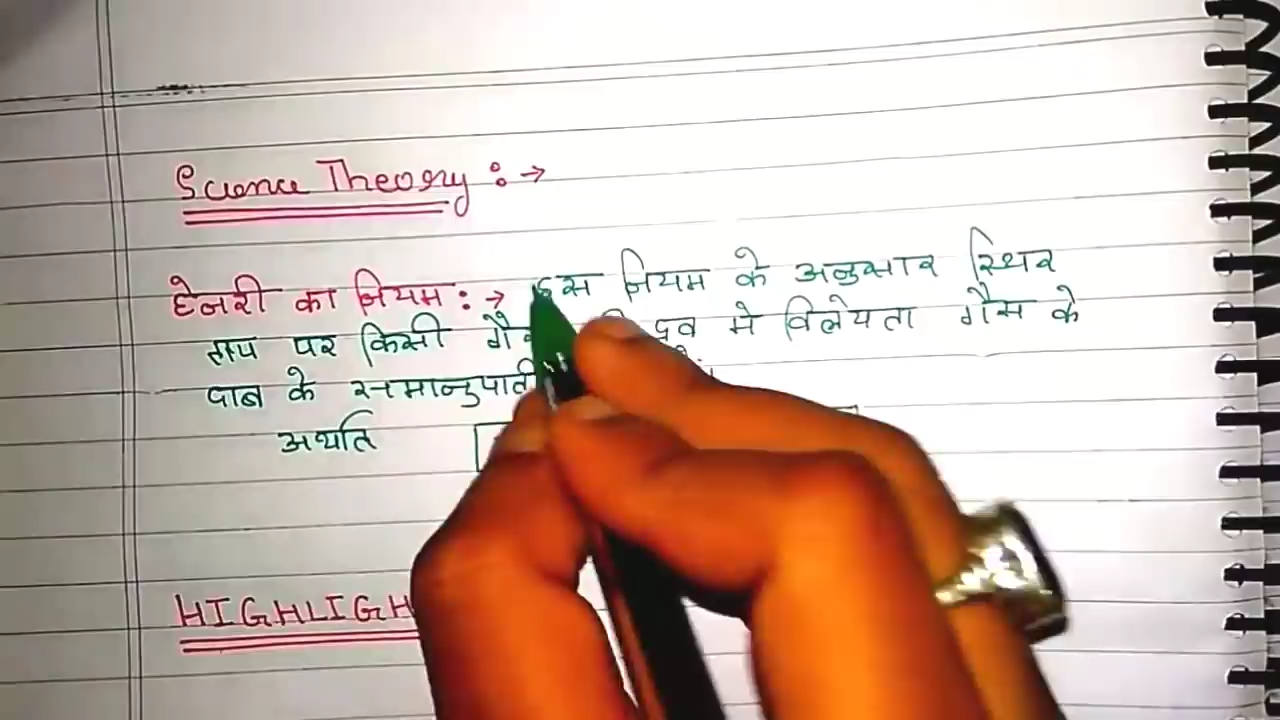 Science Theory :→
हेनरी का नियम :→ इस नियम के अनुसार स्थिर
ताप पर किसी द्रव मे विलेयता गैस के
दाब के समानुपाती
अर्थात
HIGHLIGH